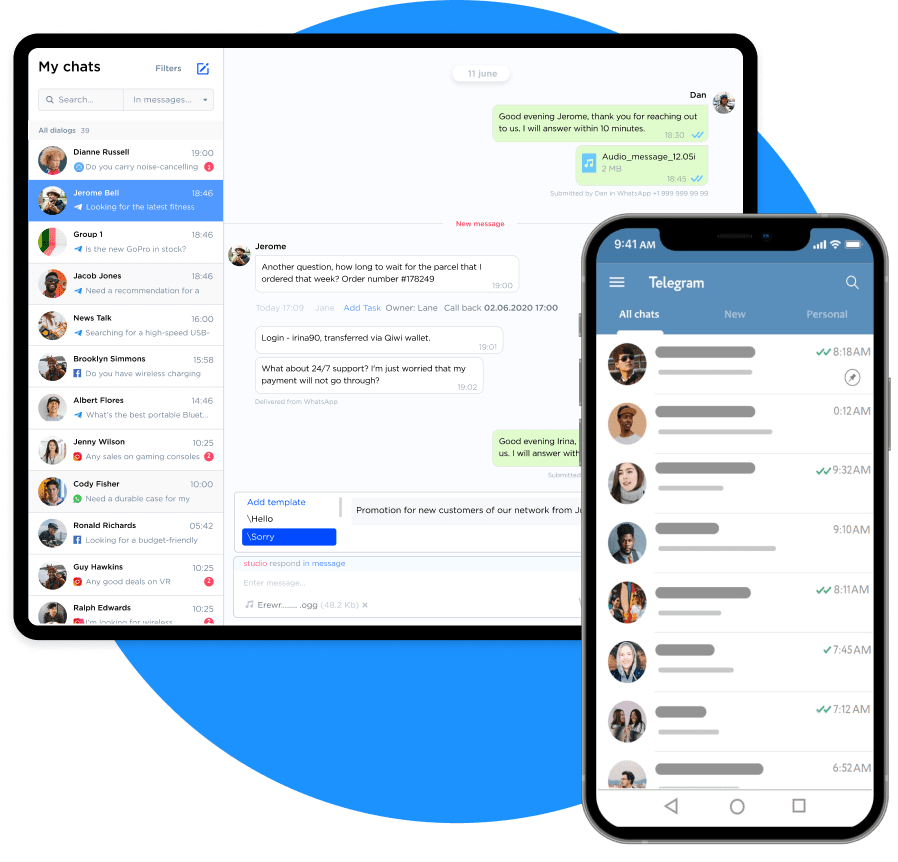 My chats
Filters
Search...
In messages...
All dialogs 39
Dianne Russell 19:00
Do you carry noise-cancelling 2
Jerome Bell 18:46
Looking for the latest fitness
Group 1 18:46
Is the new GoPro in stock?
Jacob Jones 18:46
Need a recommendation for a
News Talk 16:00
Searching for a high-speed USB-
Brooklyn Simmons 15:58
Do you have wireless charging
Albert Flores 14:46
What's the best portable Bluet...
Jenny Wilson 10:25
Any sales on gaming consoles 2
Cody Fisher 10:00
Need a durable case for my
Ronald Richards 05:42
Looking for a budget-friendly
Guy Hawkins 10:25
Any good deals on VR 2
Ralph Edwards 10:25
I'm looking for wireless 2
11 june
Dan
Good evening Jerome, thank you for reaching out
to us. I will answer within 10 minutes.
18:30
Audio_message_12.05i
2 MB
18:45
Submitted by Dan in WhatsApp +1 999 999 99 99
New message
Jerome
Another question, how long to wait for the parcel that I
ordered that week? Order number #178249
19:00
Today 17:09 Jane Add Task Owner: Lane Call back 02.06.2020 17:00
Login - irina90, transferred via Qiwi wallet.
19:01
What about 24/7 support? I'm just worried that my
payment will not go through?
19:02
Delivered from WhatsApp
Good evening Irina,
us. I will answer with
Submitted
Add template
\Hello
\Sorry
Promotion for new customers of our network from Ju
studio respond in message
Enter message...
Erewr........ .ogg (48.2 Kb) ×
9:41 AM
Telegram
All chats New Personal
8:18AM
0:12AM
9:32AM
9:10AM
8:11AM
7:45AM
7:12AM
6:52AM